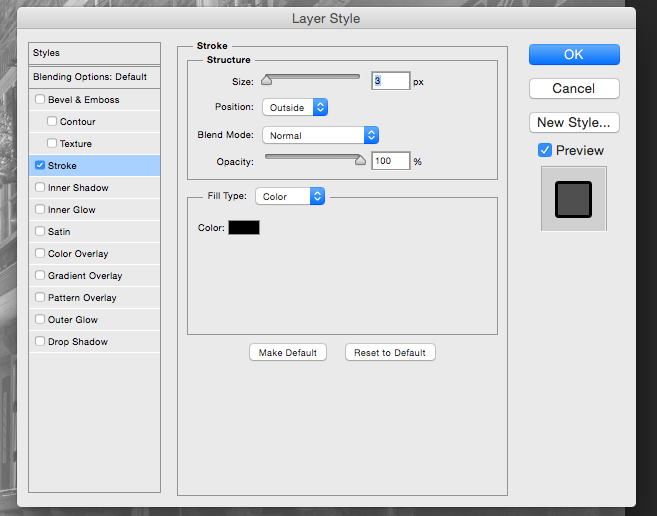 Layer Style
Styles
Blending Options: Default
Bevel & Emboss
Contour
Texture
Stroke
Inner Shadow
Inner Glow
Satin
Color Overlay
Gradient Overlay
Pattern Overlay
Outer Glow
Drop Shadow
Stroke
Structure
Size: 3 px
Position: Outside
Blend Mode: Normal
Opacity: 100 %
Fill Type: Color
Color:
Make Default Reset to Default
OK
Cancel
New Style...
Preview